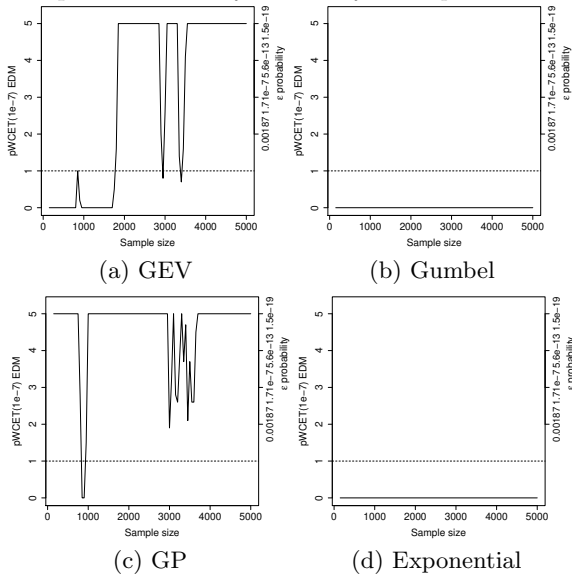 5
4
3
2
1
0
pWCET(1e−7) EDM
0 1000 2000 3000 4000 5000
Sample size
0.00187 1.71e−7 5.6e−13 1.5e−19
ε probability
(a) GEV
5
4
3
2
1
0
pWCET(1e−7) EDM
0 1000 2000 3000 4000 5000
Sample size
0.00187 1.71e−7 5.6e−13 1.5e−19
ε probability
(b) Gumbel
5
4
3
2
1
0
pWCET(1e−7) EDM
0 1000 2000 3000 4000 5000
Sample size
0.00187 1.71e−7 5.6e−13 1.5e−19
ε probability
(c) GP
5
4
3
2
1
0
pWCET(1e−7) EDM
0 1000 2000 3000 4000 5000
Sample size
0.00187 1.71e−7 5.6e−13 1.5e−19
ε probability
(d) Exponential